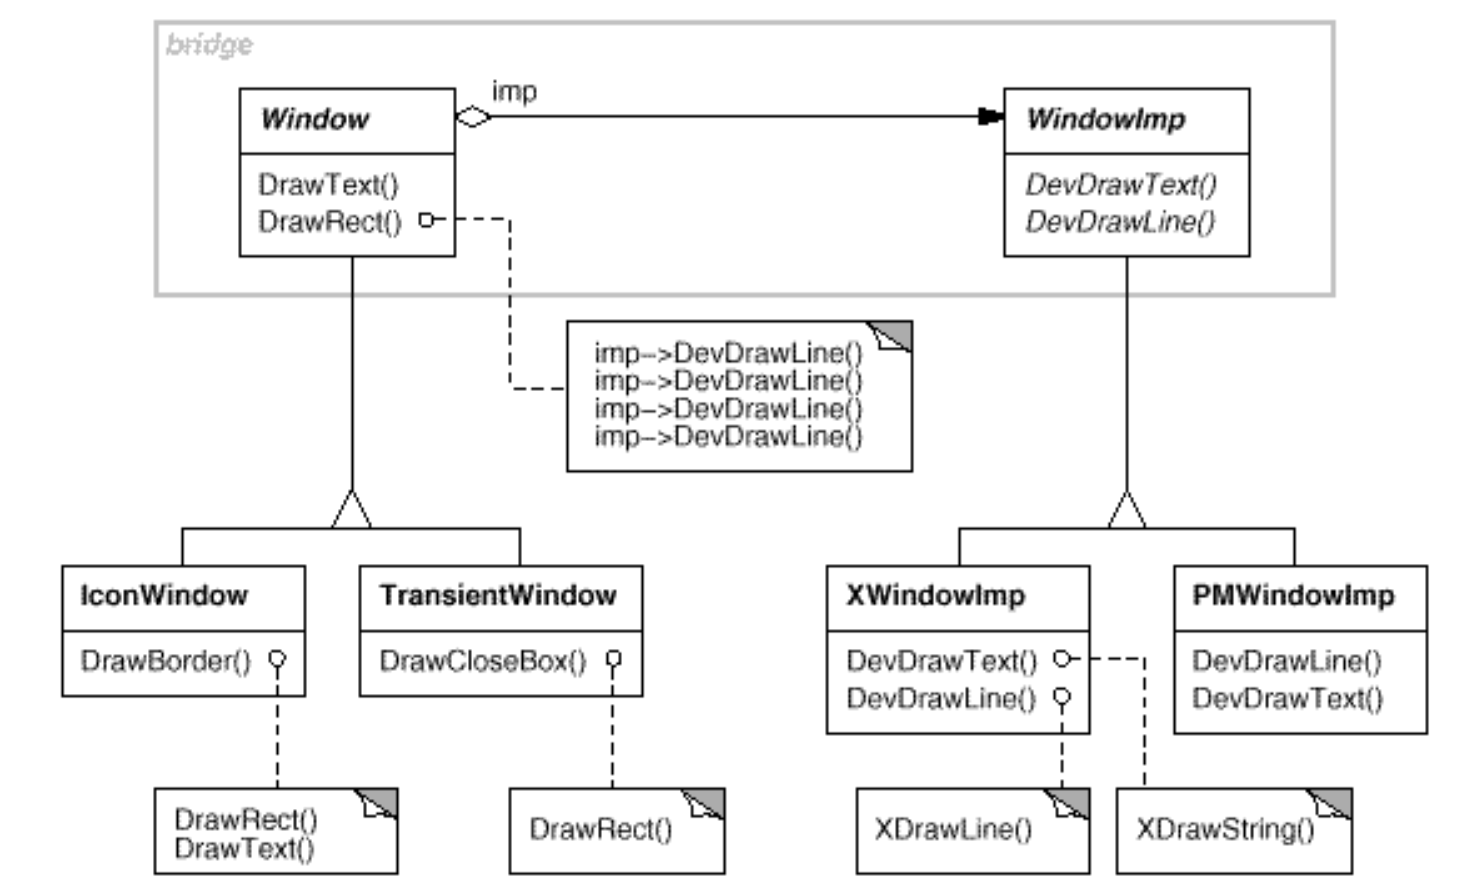 bridge
imp
Window
WindowImp
DrawText()
DrawRect()
DevDrawText()
DevDrawLine()
imp->DevDrawLine()
imp->DevDrawLine()
imp->DevDrawLine()
imp->DevDrawLine()
IconWindow
DrawBorder()
TransientWindow
DrawCloseBox()
XWindowImp
DevDrawText()
DevDrawLine()
PMWindowImp
DevDrawLine()
DevDrawText()
DrawRect()
DrawText()
DrawRect()
XDrawLine()
XDrawString()